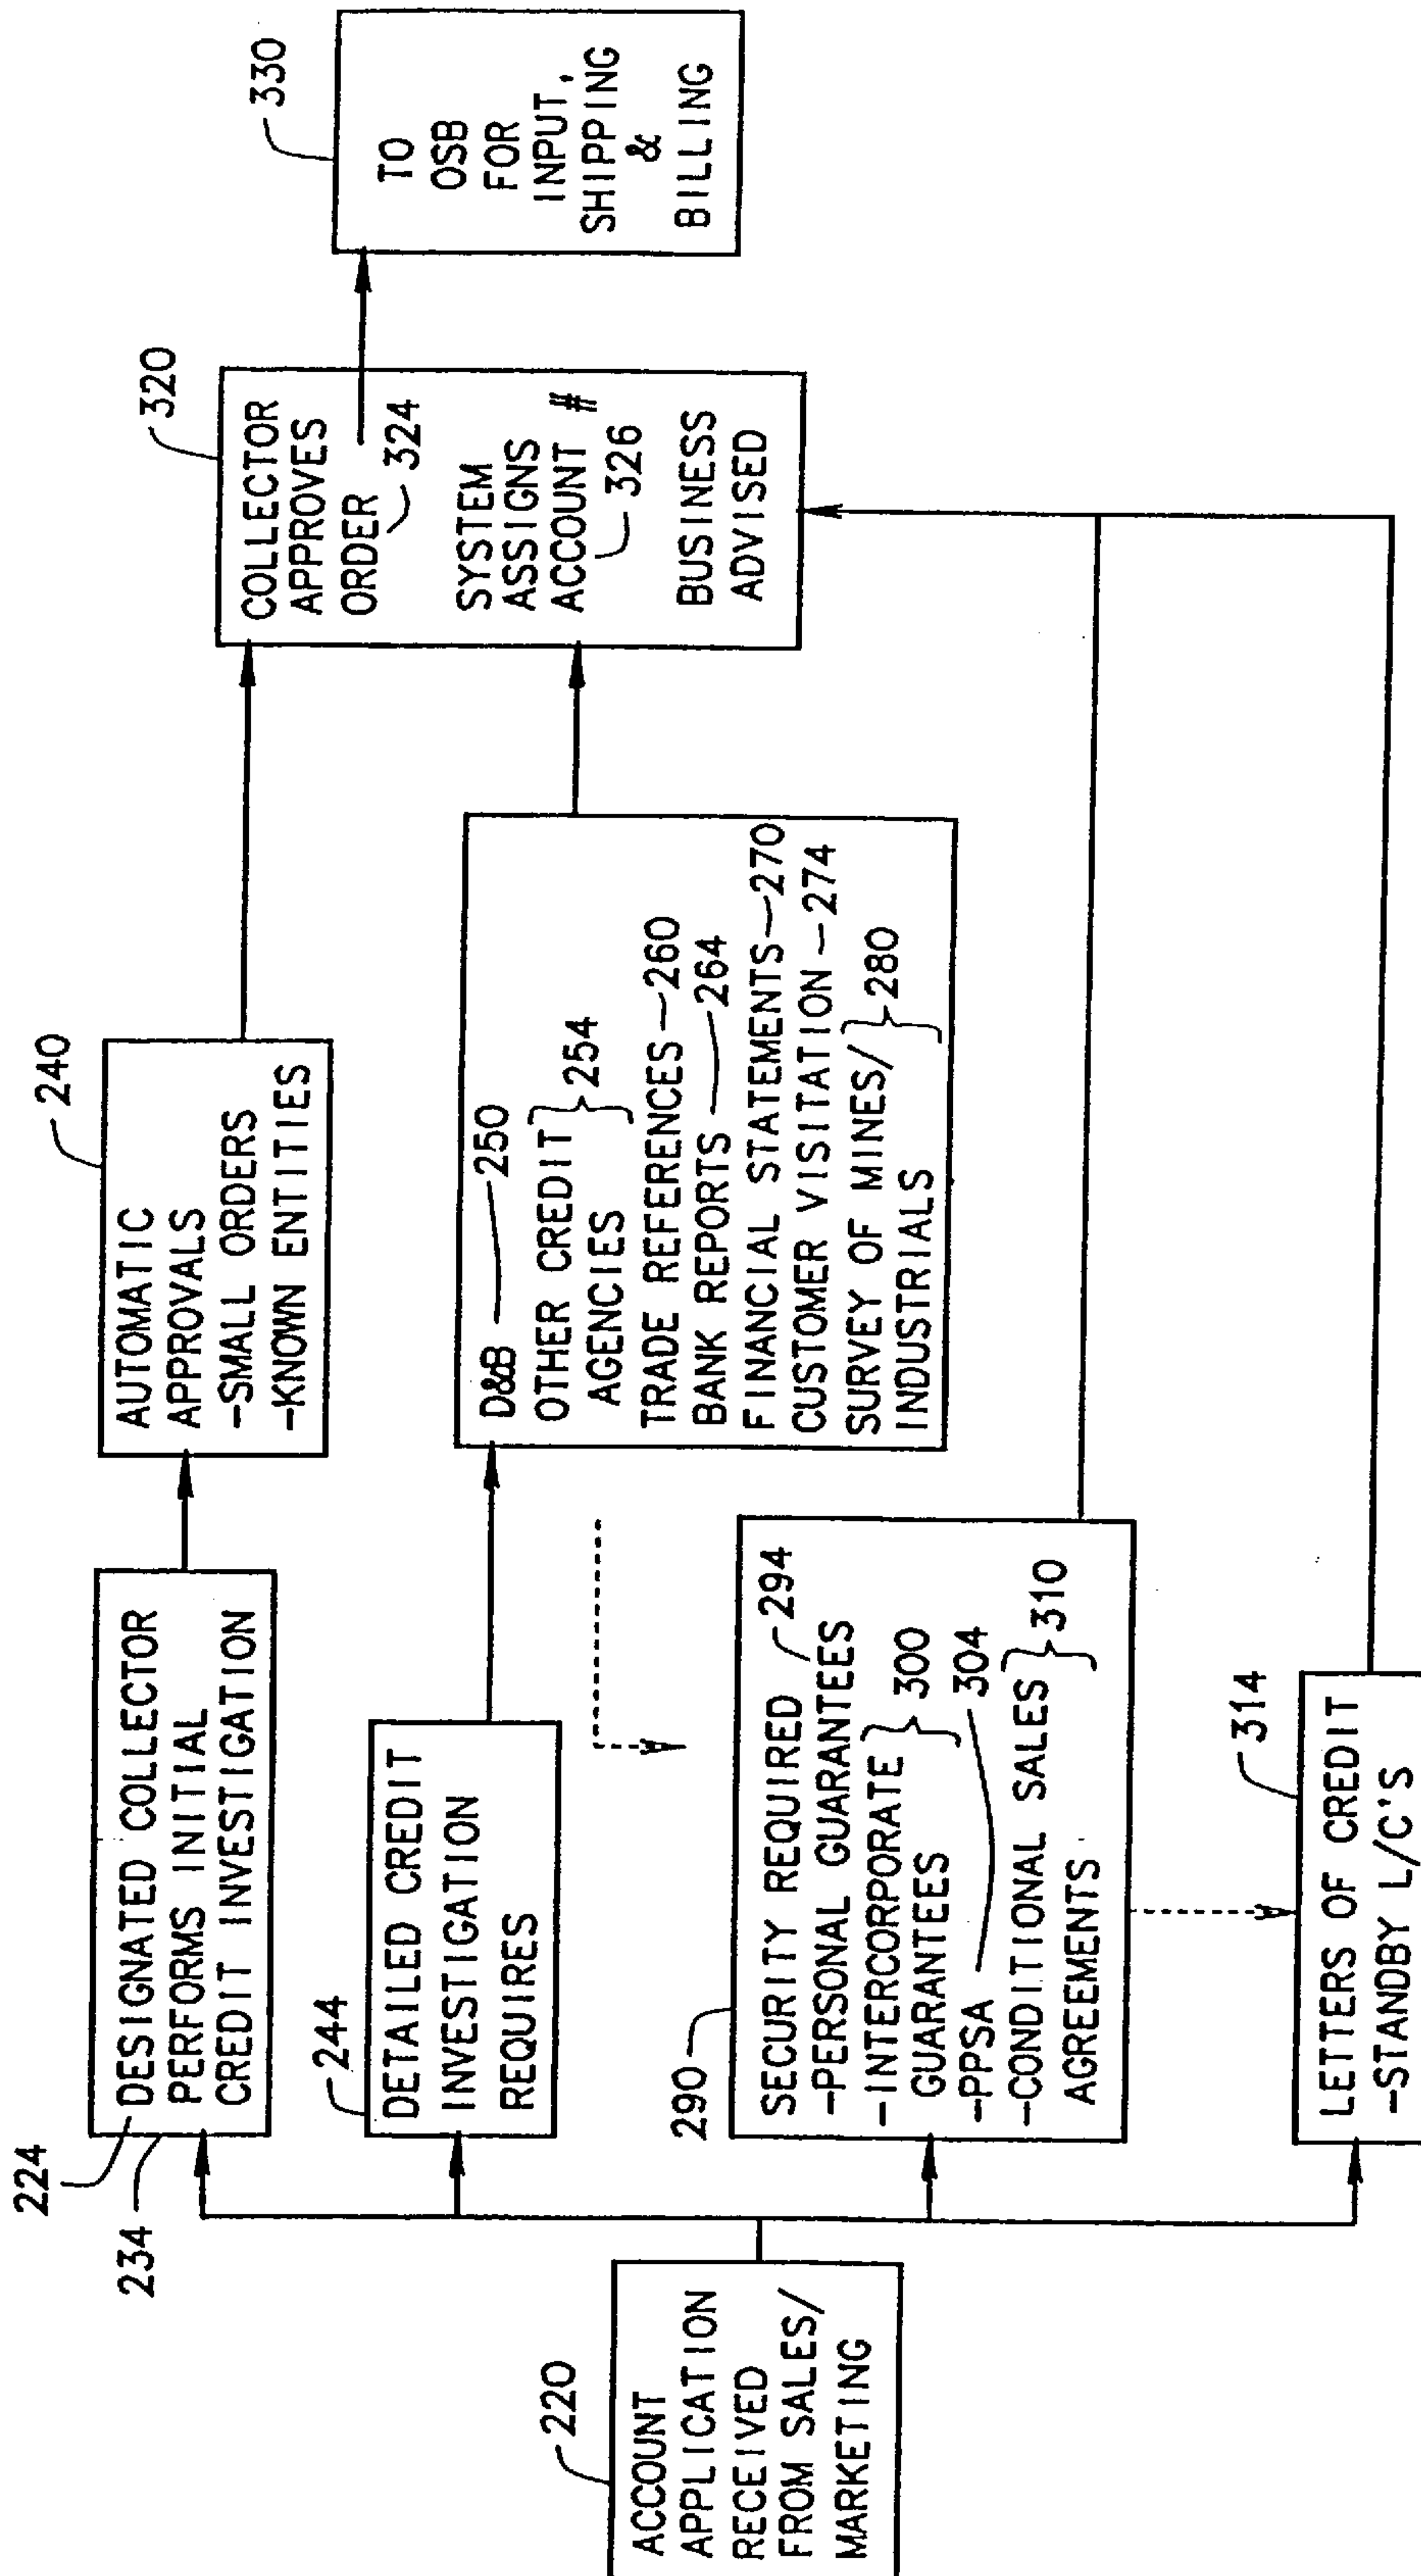 220
ACCOUNT
APPLICATION
RECEIVED
FROM SALES/
MARKETING
224
234
DESIGNATED COLLECTOR
PERFORMS INITIAL
CREDIT INVESTIGATION
240
AUTOMATIC
APPROVALS
-SMALL ORDERS
-KNOWN ENTITIES
244
DETAILED CREDIT
INVESTIGATION
REQUIRES
D&B 250
OTHER CREDIT
AGENCIES 254
TRADE REFERENCES 260
BANK REPORTS 264
FINANCIAL STATEMENTS 270
CUSTOMER VISITATION 274
SURVEY OF MINES/
INDUSTRIALS 280
290
SECURITY REQUIRED
-PERSONAL GUARANTEES 294
-INTERCORPORATE
GUARANTEES 300
-PPSA 304
-CONDITIONAL SALES
AGREEMENTS 310
314
LETTERS OF CREDIT
-STANDBY L/C'S
320
COLLECTOR
APPROVES
ORDER 324
SYSTEM
ASSIGNS
ACCOUNT #
326
BUSINESS
ADVISED
330
TO
OSB
FOR
INPUT,
SHIPPING
&
BILLING